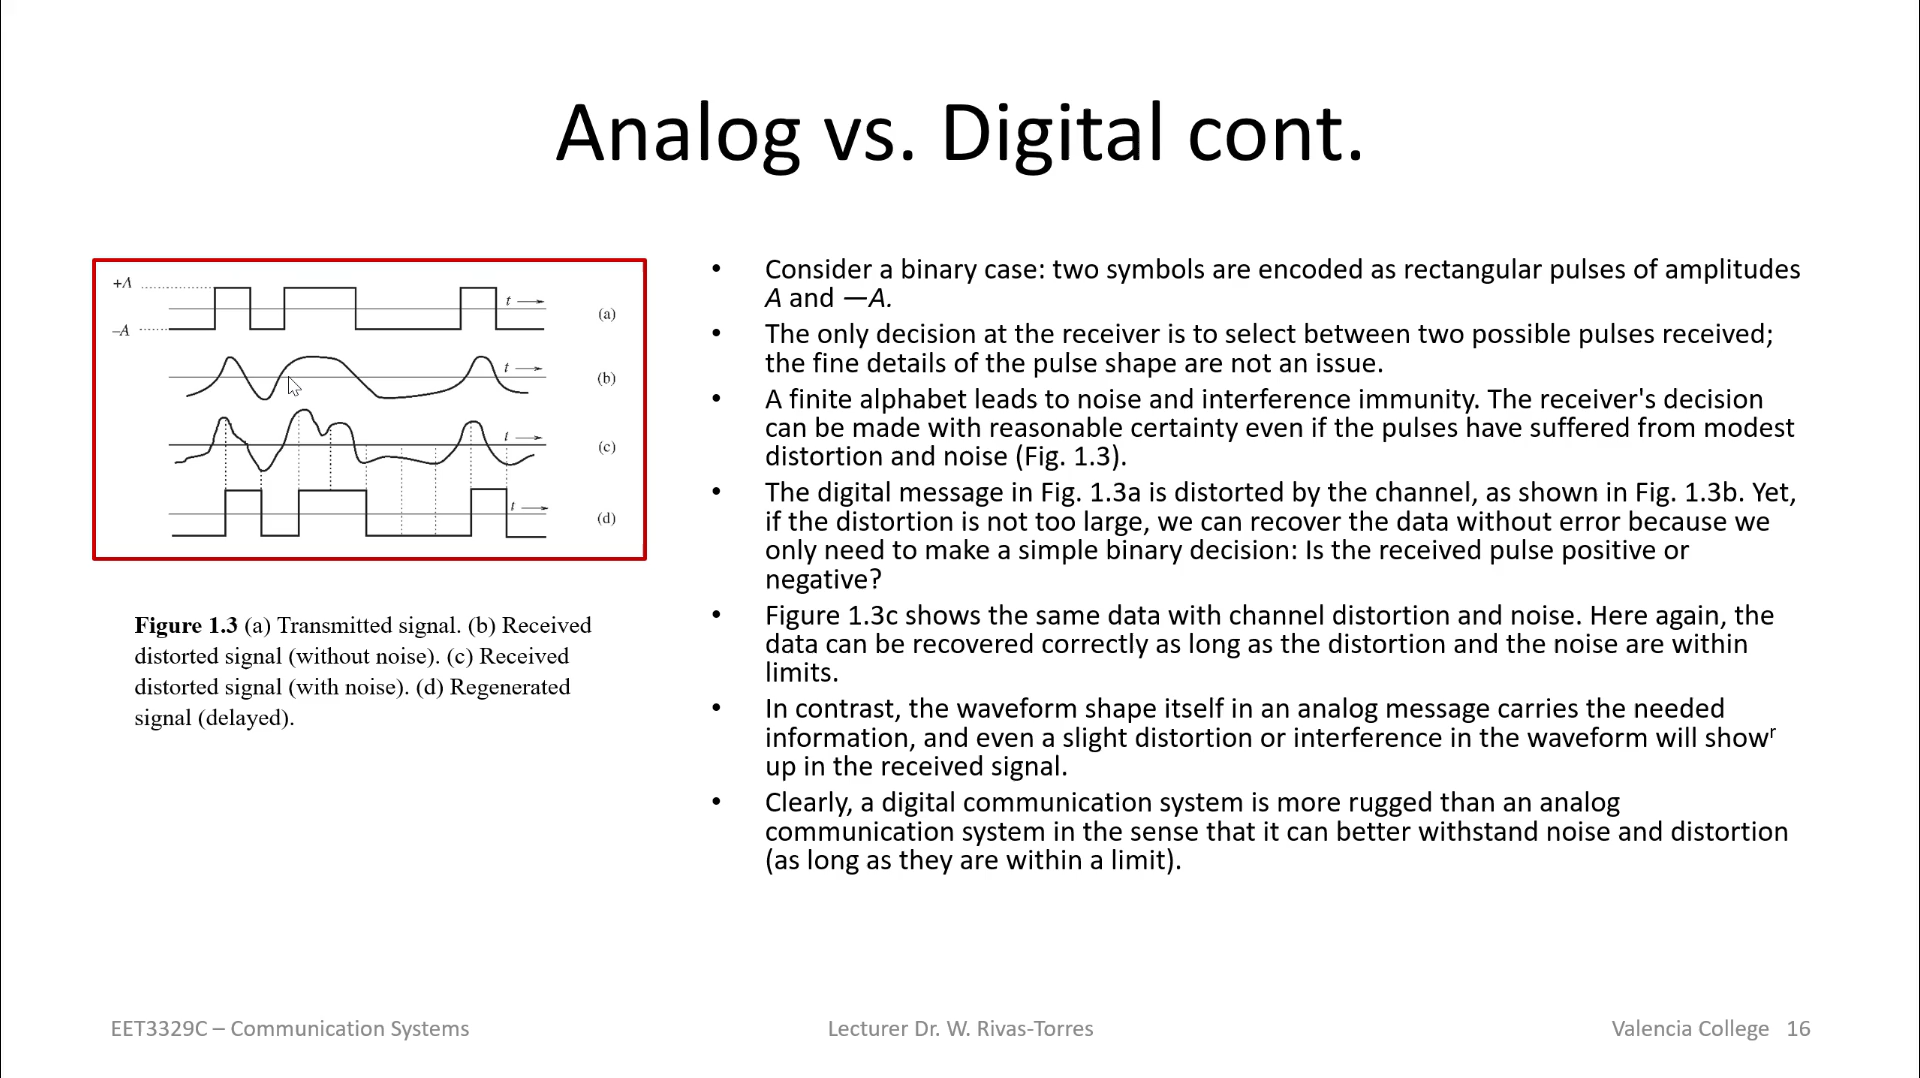 Analog vs. Digital cont.
+A
t
(a)
–A
t
(b)
t
(c)
t
(d)
Figure 1.3 (a) Transmitted signal. (b) Received
distorted signal (without noise). (c) Received
distorted signal (with noise). (d) Regenerated
signal (delayed).
• Consider a binary case: two symbols are encoded as rectangular pulses of amplitudes
A and —A.
• The only decision at the receiver is to select between two possible pulses received;
the fine details of the pulse shape are not an issue.
• A finite alphabet leads to noise and interference immunity. The receiver's decision
can be made with reasonable certainty even if the pulses have suffered from modest
distortion and noise (Fig. 1.3).
• The digital message in Fig. 1.3a is distorted by the channel, as shown in Fig. 1.3b. Yet,
if the distortion is not too large, we can recover the data without error because we
only need to make a simple binary decision: Is the received pulse positive or
negative?
• Figure 1.3c shows the same data with channel distortion and noise. Here again, the
data can be recovered correctly as long as the distortion and the noise are within
limits.
• In contrast, the waveform shape itself in an analog message carries the needed
information, and even a slight distortion or interference in the waveform will showʳ
up in the received signal.
• Clearly, a digital communication system is more rugged than an analog
communication system in the sense that it can better withstand noise and distortion
(as long as they are within a limit).
EET3329C – Communication Systems
Lecturer Dr. W. Rivas-Torres
Valencia College 16